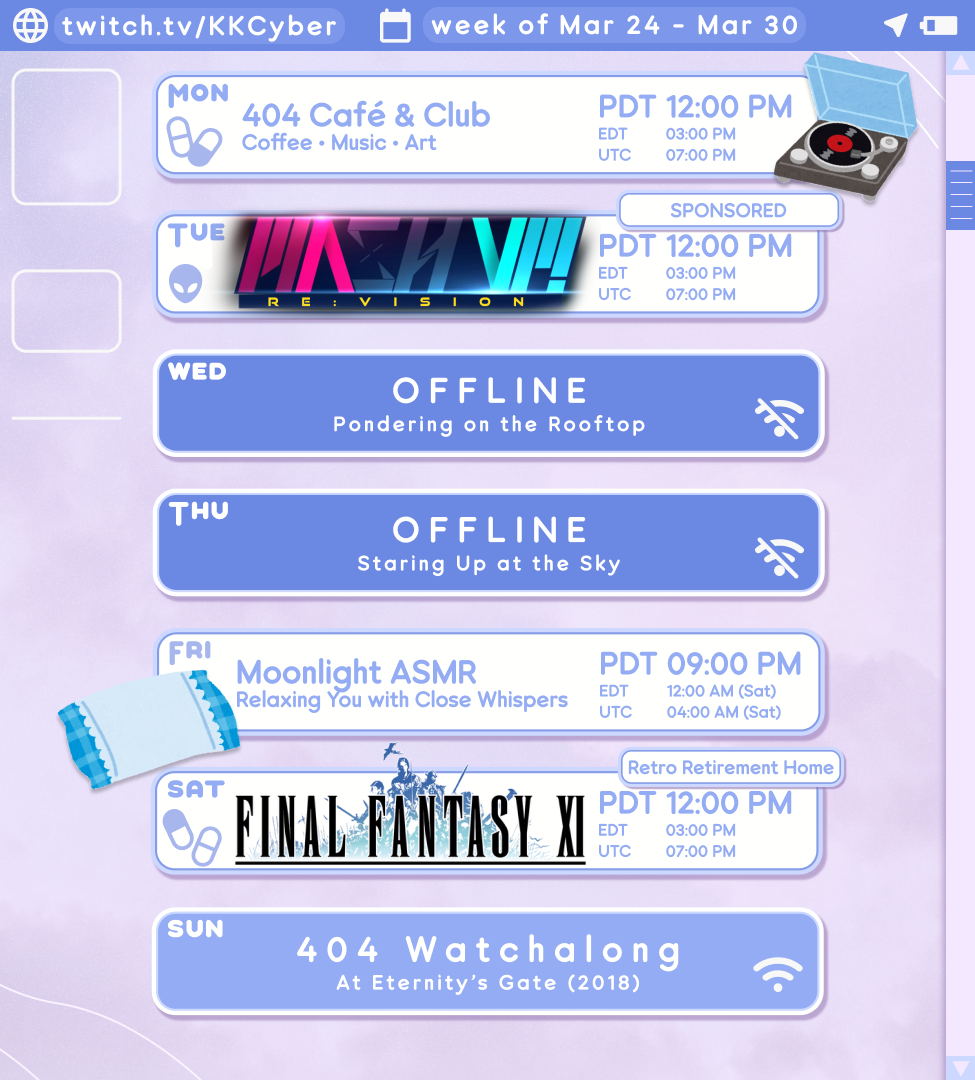 twitch.tv/KKCyber
week of Mar 24 - Mar 30
MON
404 Café & Club
Coffee • Music • Art
PDT 12:00 PM
EDT 03:00 PM
UTC 07:00 PM
SPONSORED
TUE
MASH VP!
RE:VISION
PDT 12:00 PM
EDT 03:00 PM
UTC 07:00 PM
WED
OFFLINE
Pondering on the Rooftop
THU
OFFLINE
Staring Up at the Sky
FRI
Moonlight ASMR
Relaxing You with Close Whispers
PDT 09:00 PM
EDT 12:00 AM (Sat)
UTC 04:00 AM (Sat)
Retro Retirement Home
SAT
FINAL FANTASY XI
PDT 12:00 PM
EDT 03:00 PM
UTC 07:00 PM
SUN
404 Watchalong
At Eternity's Gate (2018)